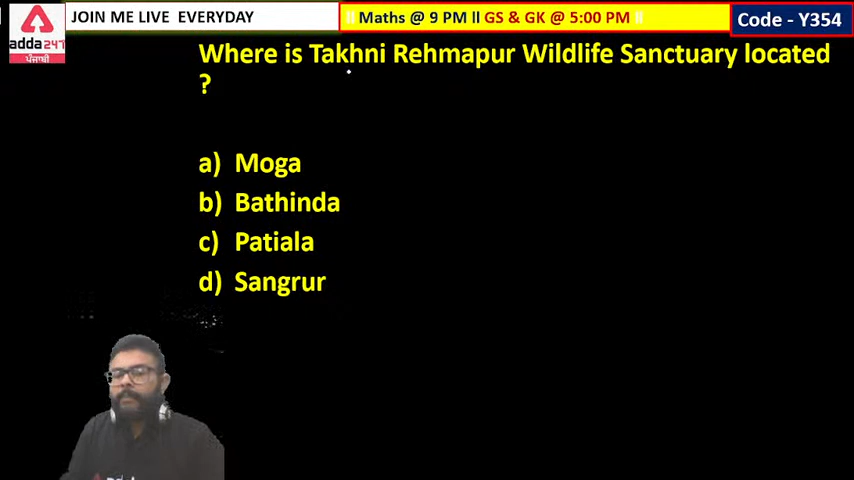 JOIN ME LIVE EVERYDAY
|| Maths @ 9 PM ll GS & GK @ 5:00 PM ||
Code - Y354
adda247
ਪੰਜਾਬੀ
Where is Takhni Rehmapur Wildlife Sanctuary located
?
a) Moga
b) Bathinda
c) Patiala
d) Sangrur